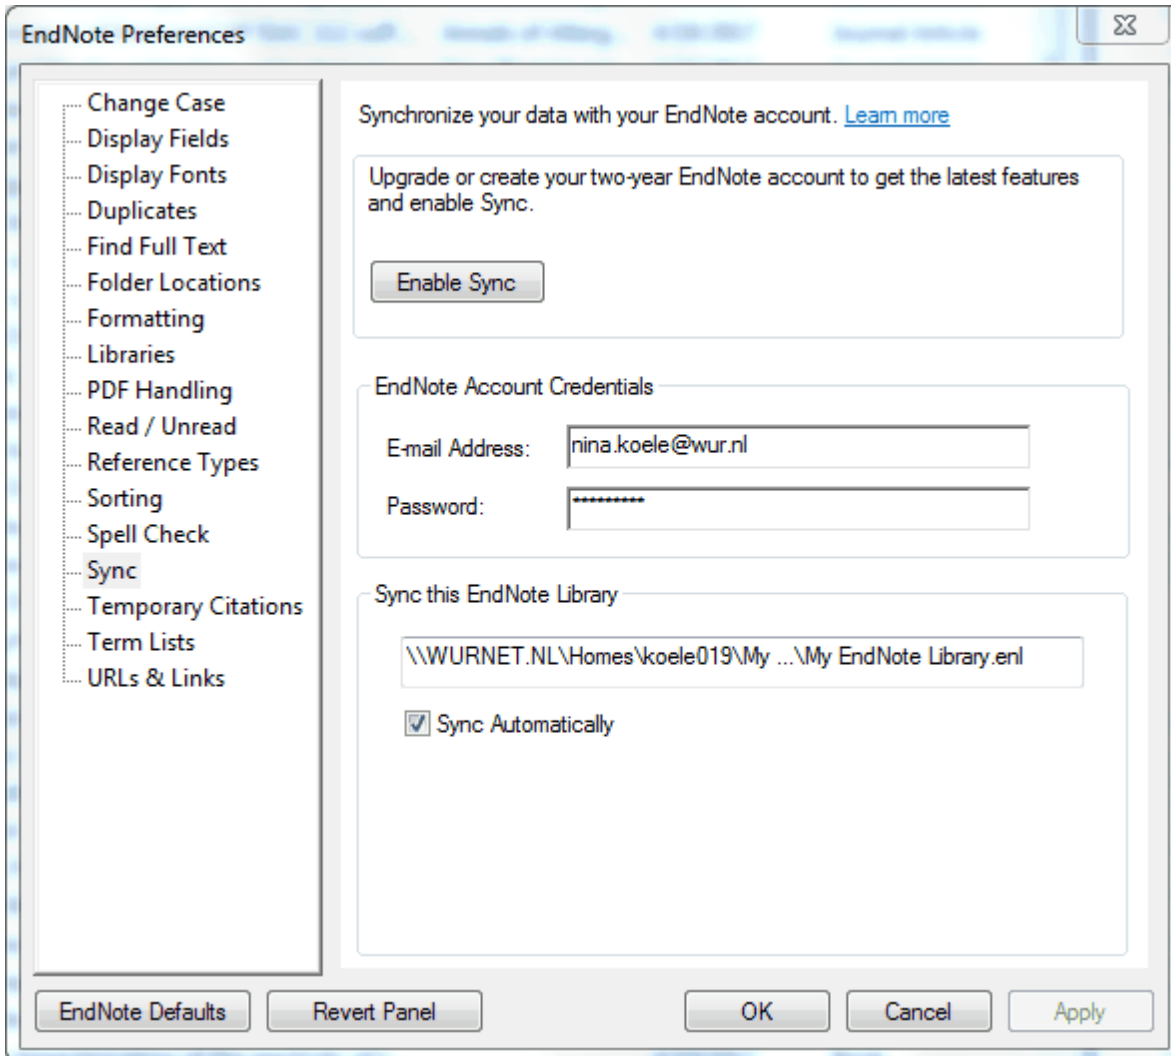 EndNote Preferences
Change Case
Display Fields
Display Fonts
Duplicates
Find Full Text
Folder Locations
Formatting
Libraries
PDF Handling
Read / Unread
Reference Types
Sorting
Spell Check
Sync
Temporary Citations
Term Lists
URLs & Links
Synchronize your data with your EndNote account. Learn more
Upgrade or create your two-year EndNote account to get the latest features
and enable Sync.
Enable Sync
EndNote Account Credentials
E-mail Address: nina.koele@wur.nl
Password: *********
Sync this EndNote Library
\\WURNET.NL\Homes\koele019\My ...\My EndNote Library.enl
Sync Automatically
EndNote Defaults Revert Panel OK Cancel Apply